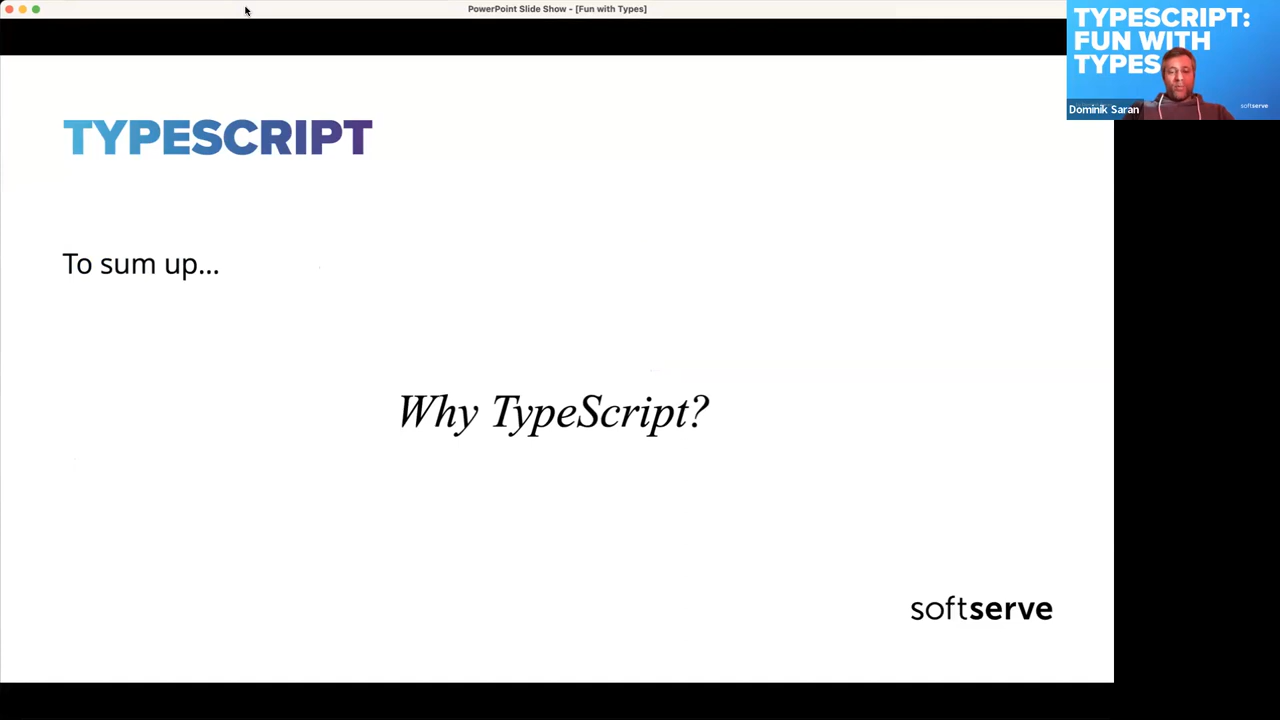 PowerPoint Slide Show - [Fun with Types]
TYPESCRIPT:
FUN WITH
TYPES
Dominik Saran
softserve
TYPESCRIPT
To sum up...
Why TypeScript?
softserve